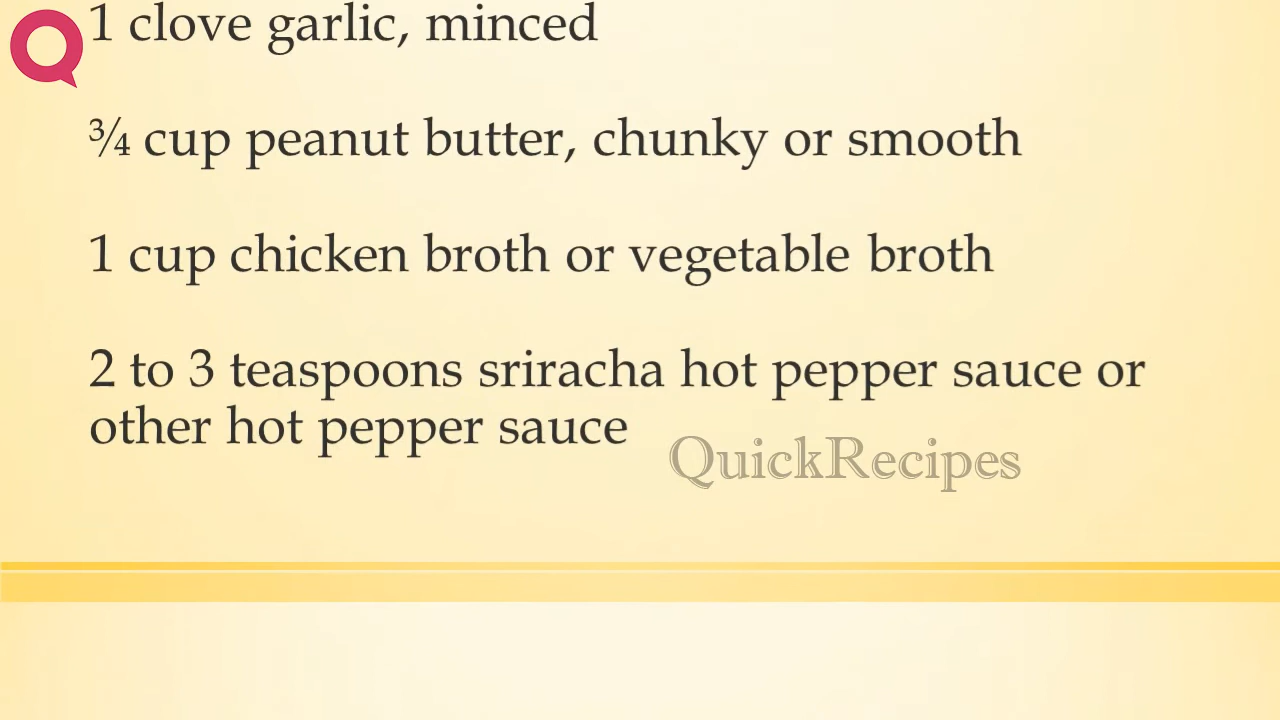 1 clove garlic, minced
¾ cup peanut butter, chunky or smooth
1 cup chicken broth or vegetable broth
2 to 3 teaspoons sriracha hot pepper sauce or
other hot pepper sauce
QuickRecipes